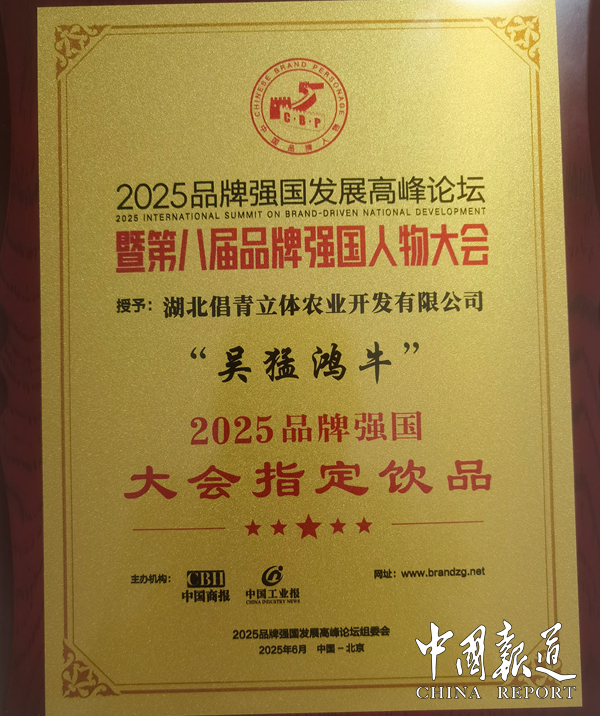 CHINESE BRAND PERSONAGE
C·B·P
中国品牌人
2025品牌强国发展高峰论坛
2025 INTERNATIONAL SUMMIT ON BRAND-DRIVEN NATIONAL DEVELOPMENT
暨第八届品牌强国人物大会
授予：湖北倡青立体农业开发有限公司
“吴猛鸿牛”
2025品牌强国
大会指定饮品
主办机构：
CBH
中国商报
中国工业报
CHINA INDUSTRY NEWS
网址：www.brandzg.net
2025品牌强国发展高峰论坛组委会
2025年6月 中国－北京
中国报道
CHINA REPORT